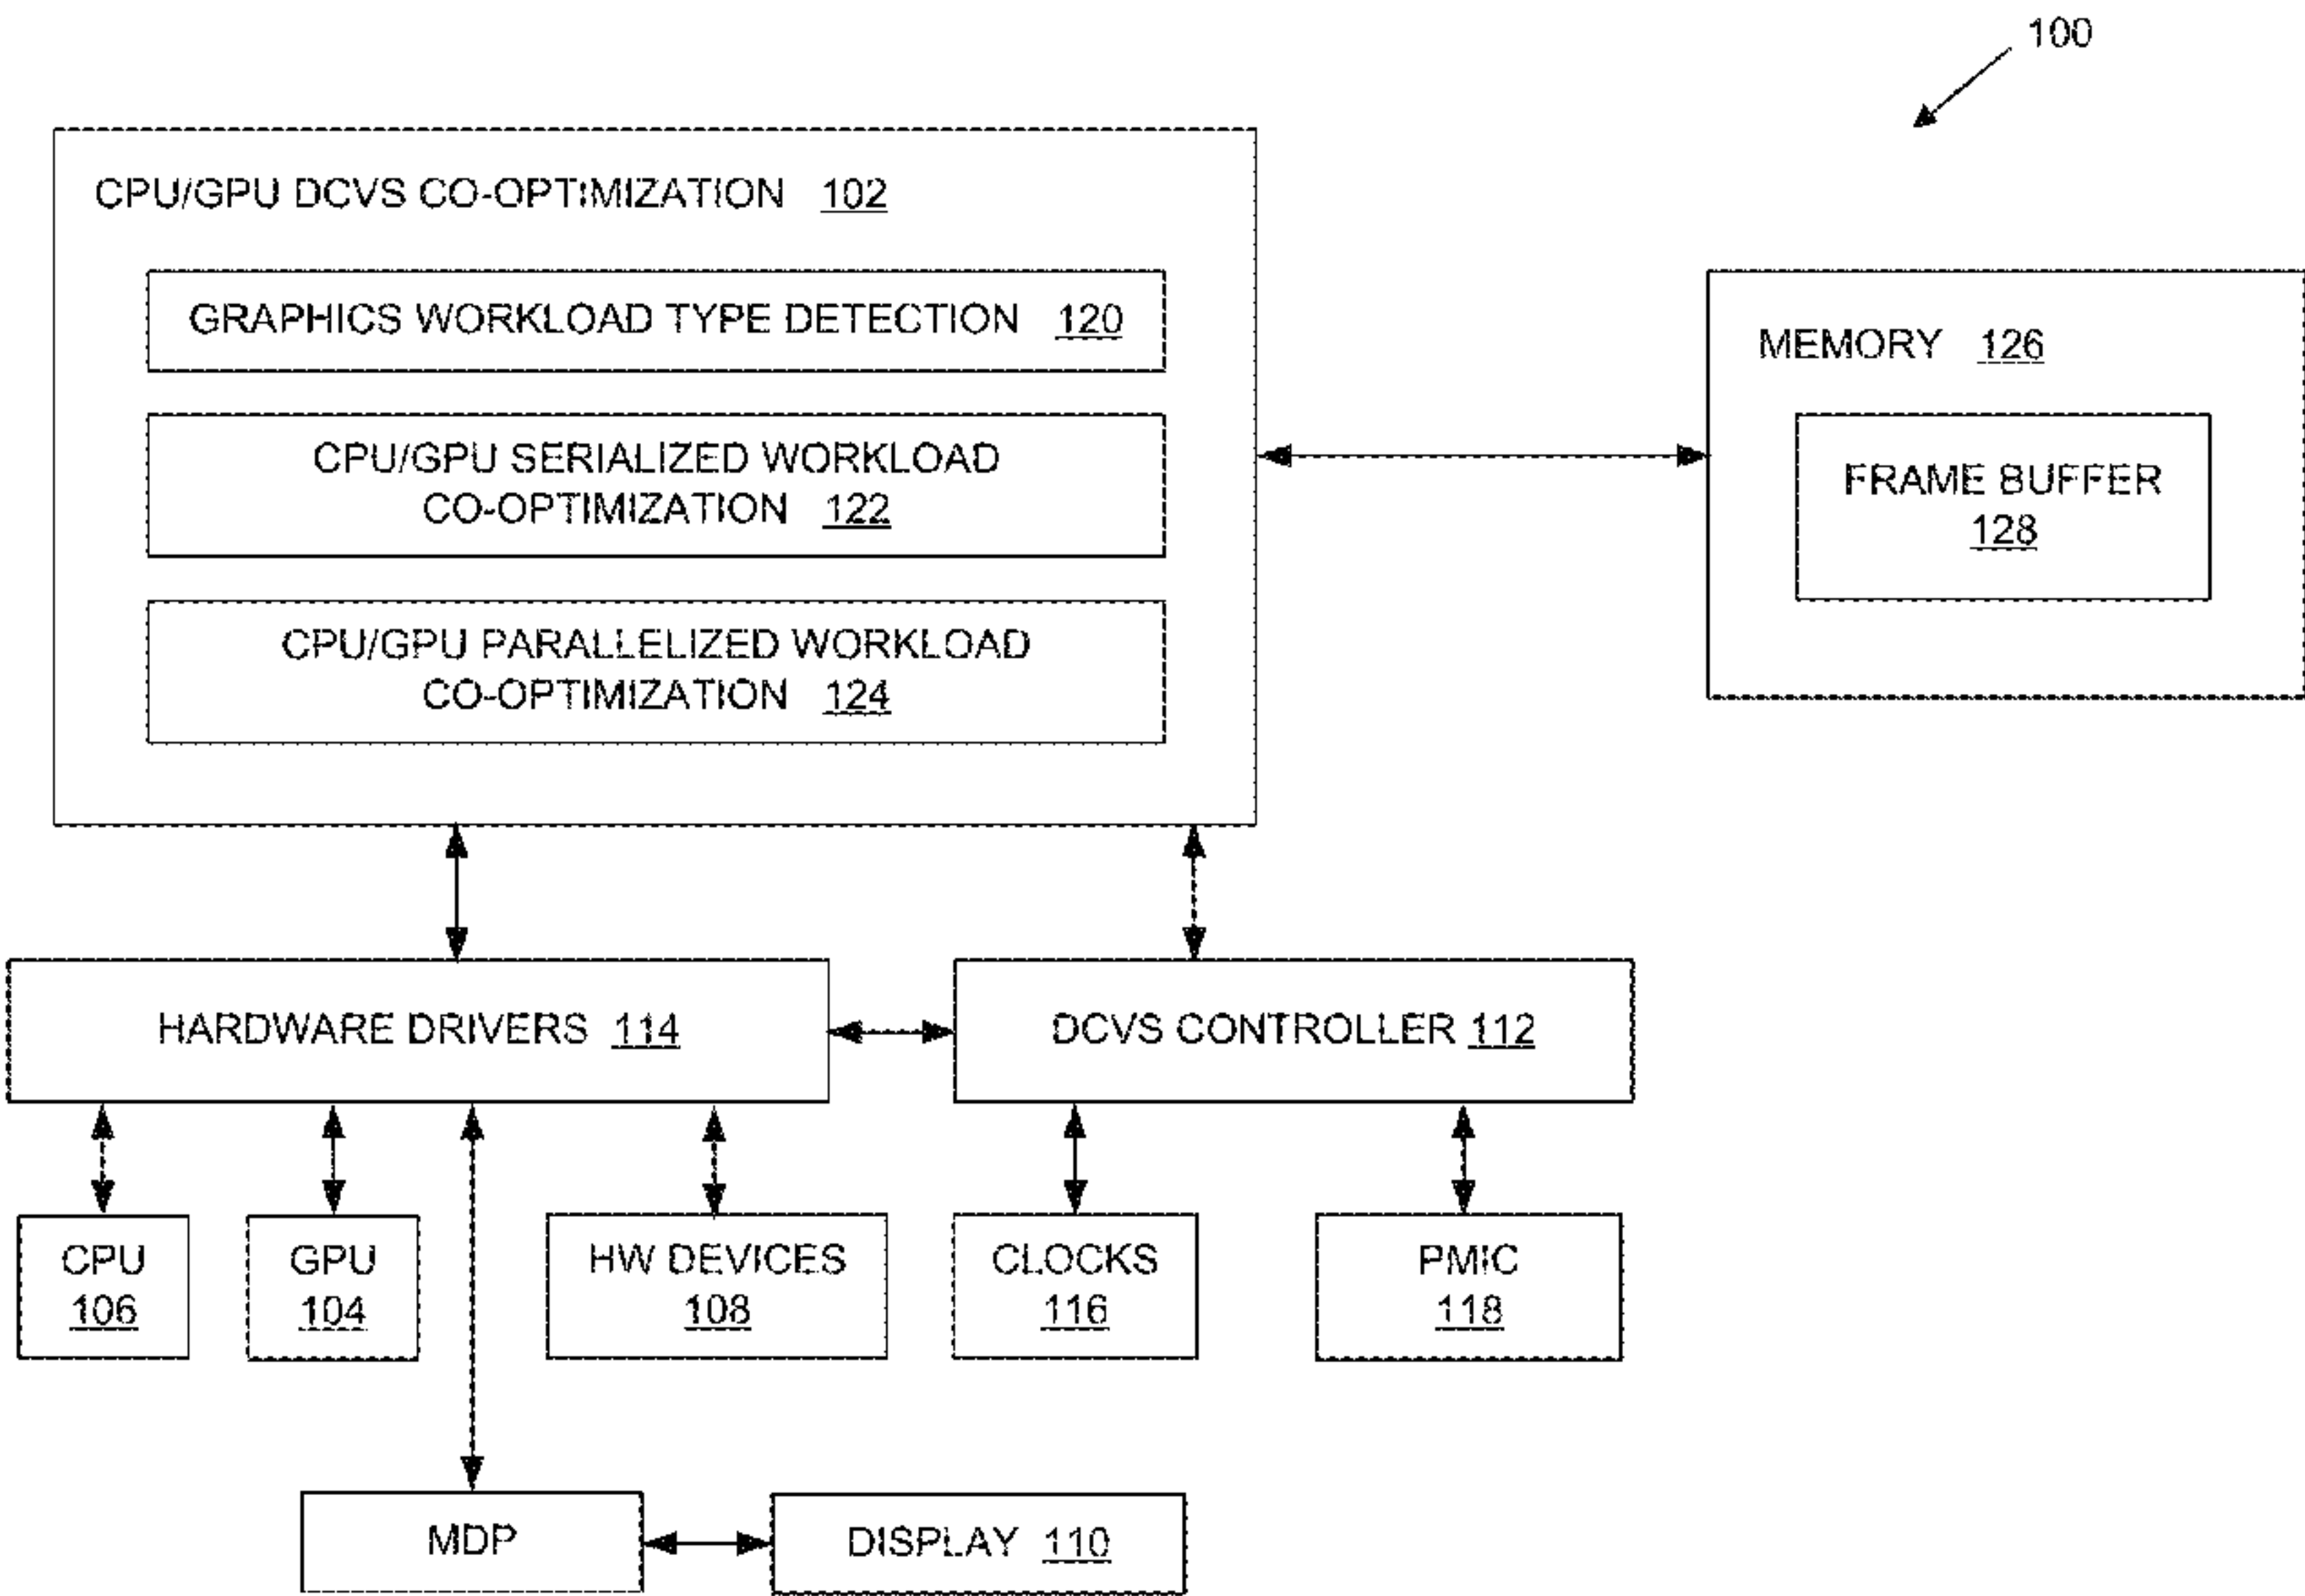 100
CPU/GPU DCVS CO-OPTIMIZATION 102
GRAPHICS WORKLOAD TYPE DETECTION 120
CPU/GPU SERIALIZED WORKLOAD
CO-OPTIMIZATION 122
CPU/GPU PARALLELIZED WORKLOAD
CO-OPTIMIZATION 124
MEMORY 126
FRAME BUFFER
128
HARDWARE DRIVERS 114
DCVS CONTROLLER 112
CPU
106
GPU
104
HW DEVICES
108
CLOCKS
116
PMIC
118
MDP
DISPLAY 110